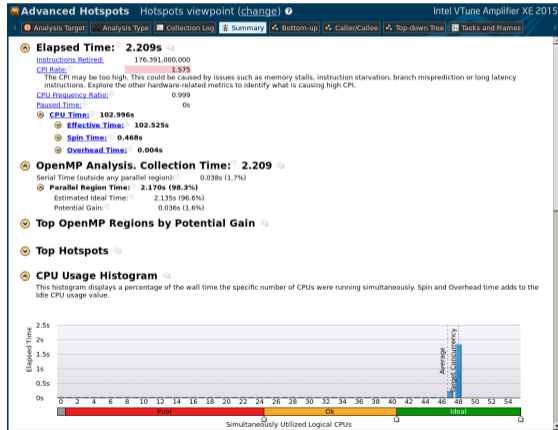 Advanced Hotspots Hotspots viewpoint (change) ?
Intel VTune Amplifier XE 2015
Analysis Target Analysis Type Collection Log Summary Bottom-up Caller/Callee Top-down Tree Tasks and Frames
Elapsed Time: 2.209s
Instructions Retired: 176,391,000,000
CPI Rate: 1.575
The CPI may be too high. This could be caused by issues such as memory stalls, instruction starvation, branch misprediction or long latency
instructions. Explore the other hardware-related metrics to identify what is causing high CPI.
CPU Frequency Ratio: 0.999
Paused Time: 0s
CPU Time: 102.996s
Effective Time: 102.525s
Spin Time: 0.468s
Overhead Time: 0.004s
OpenMP Analysis. Collection Time: 2.209
Serial Time (outside any parallel region): 0.038s (1.7%)
Parallel Region Time: 2.170s (98.3%)
Estimated Ideal Time: 2.135s (96.6%)
Potential Gain: 0.036s (1.6%)
Top OpenMP Regions by Potential Gain
Top Hotspots
CPU Usage Histogram
This histogram displays a percentage of the wall time the specific number of CPUs were running simultaneously. Spin and Overhead time adds to the
Idle CPU usage value.
Elapsed Time
2.5s
2s
1.5s
1s
0.5s
0s
Average
Target Concurrency
0 2 4 6 8 10 12 14 16 18 20 22 24 26 28 30 32 34 36 38 40 42 44 46 48 50 52 54
Poor Ok Ideal
Simultaneously Utilized Logical CPUs